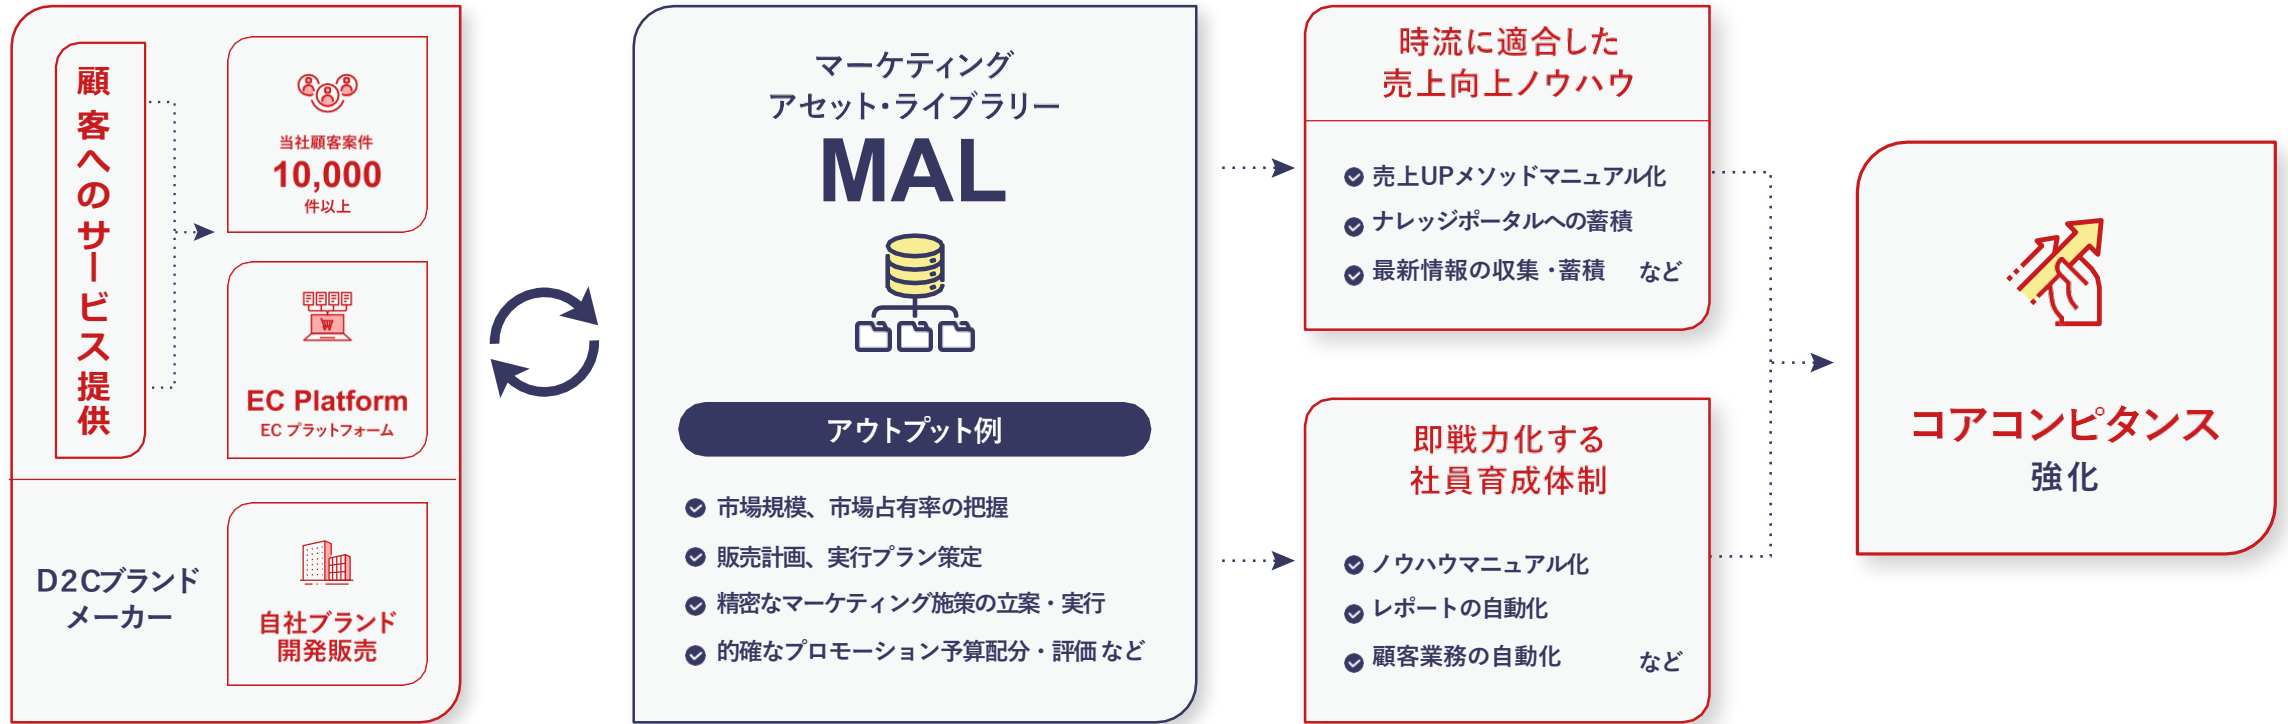 顧客へのサービス提供
当社顧客案件
10,000
件以上
EC Platform
EC プラットフォーム
D2Cブランド
メーカー
自社ブランド
開発販売
マーケティング
アセット・ライブラリー
MAL
アウトプット例
市場規模、市場占有率の把握
販売計画、実行プラン策定
精密なマーケティング施策の立案・実行
的確なプロモーション予算配分・評価 など
時流に適合した
売上向上ノウハウ
売上UPメソッドマニュアル化
ナレッジポータルへの蓄積
最新情報の収集・蓄積 など
即戦力化する
社員育成体制
ノウハウマニュアル化
レポートの自動化
顧客業務の自動化 など
コアコンピタンス
強化